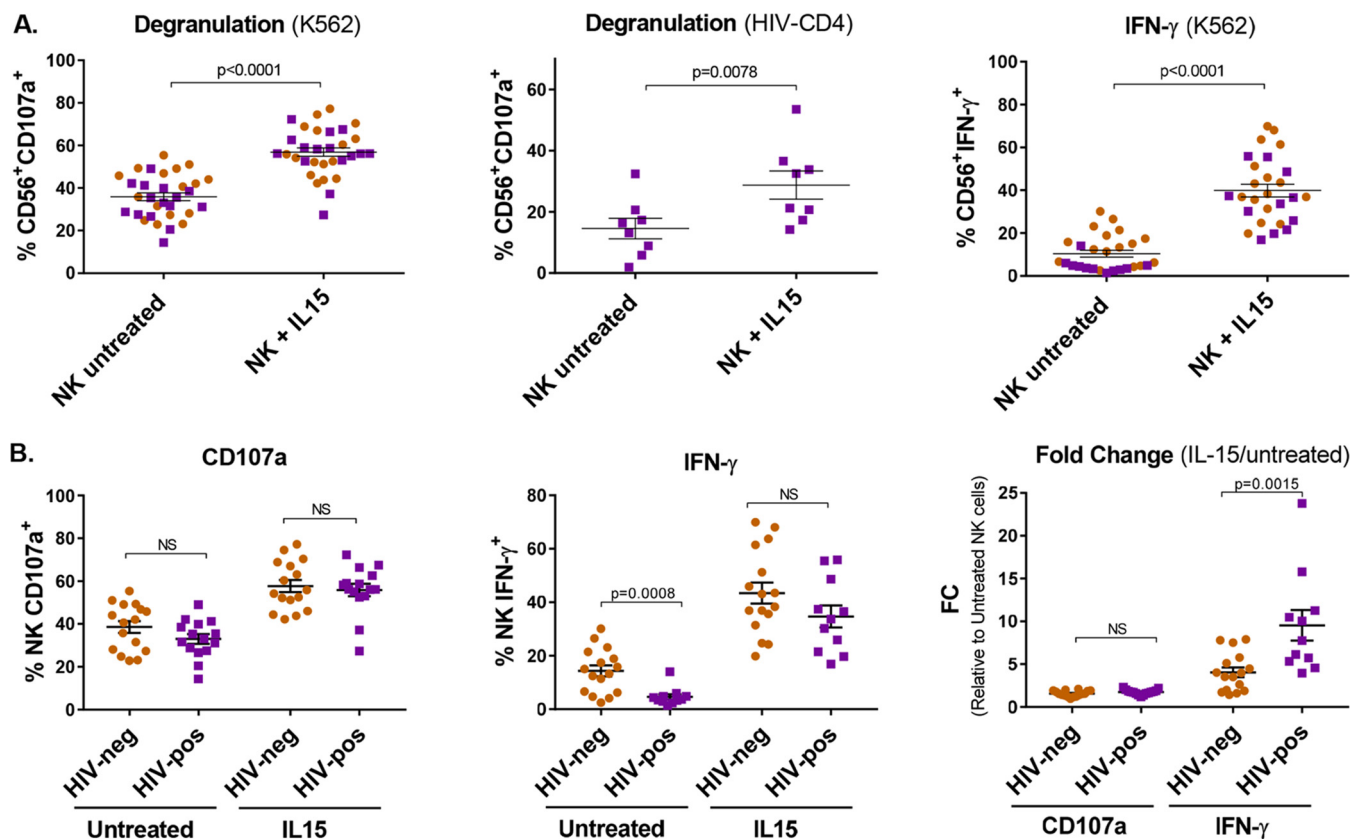 A.
Degranulation (K562)
% CD56+CD107a+
100
80
60
40
20
0
p<0.0001
NK untreated
NK + IL15
Degranulation (HIV-CD4)
% CD56+CD107a+
60
40
20
0
p=0.0078
NK untreated
NK + IL15
IFN-γ (K562)
% CD56+IFN-γ+
100
80
60
40
20
0
p<0.0001
NK untreated
NK + IL15
B.
CD107a
% NK CD107a+
100
80
60
40
20
0
NS
NS
HIV-neg
HIV-pos
HIV-neg
HIV-pos
Untreated
IL15
IFN-γ
% NK IFN-γ+
80
60
40
20
0
p=0.0008
NS
HIV-neg
HIV-pos
HIV-neg
HIV-pos
Untreated
IL15
Fold Change (IL-15/untreated)
FC
(Relative to Untreated NK cells)
25
20
15
10
5
0
NS
p=0.0015
HIV-neg
HIV-pos
HIV-neg
HIV-pos
CD107a
IFN-γ